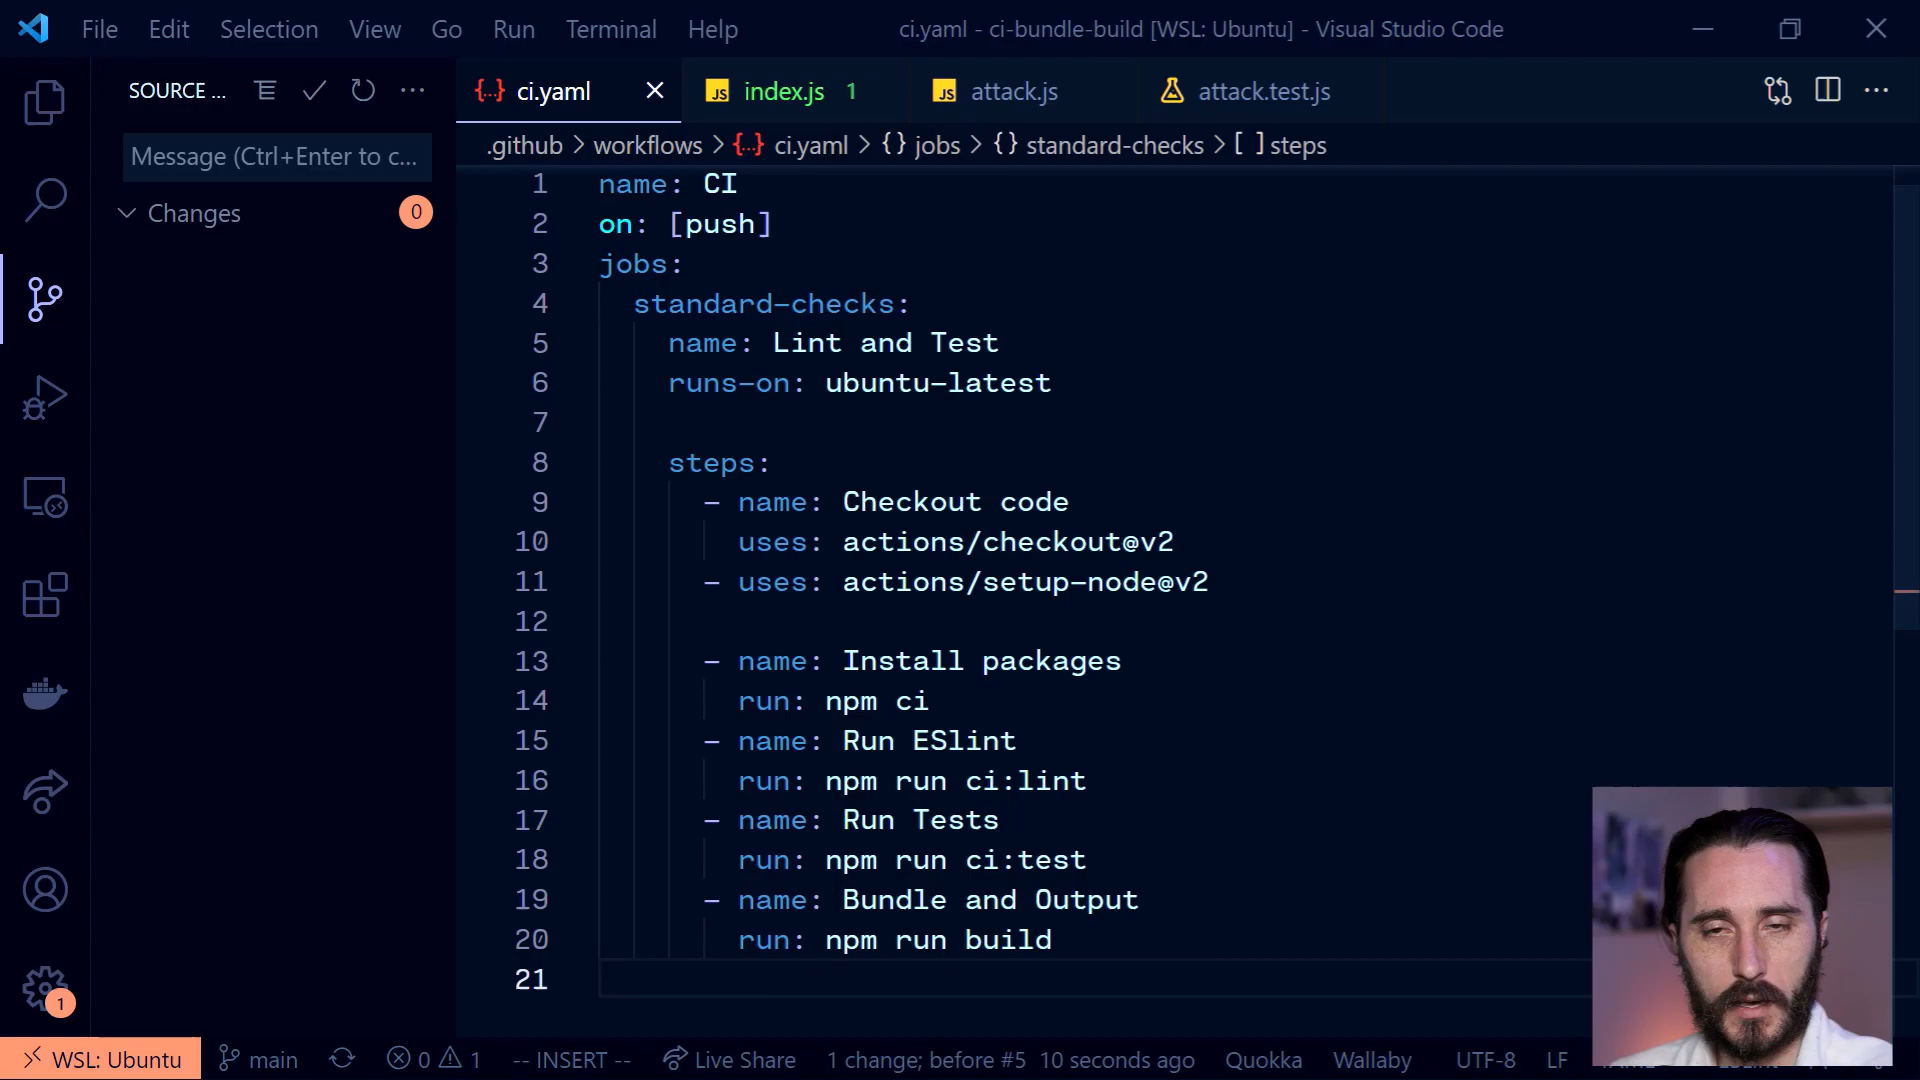 File Edit Selection View Go Run Terminal Help
ci.yaml - ci-bundle-build [WSL: Ubuntu] - Visual Studio Code
SOURCE ...
ci.yaml
index.js 1
attack.js
attack.test.js
Message (Ctrl+Enter to c...
.github > workflows > {..} ci.yaml > {} jobs > {} standard-checks > [ ] steps
Changes 0
1 name: CI
2 on: [push]
3 jobs:
4 standard-checks:
5 name: Lint and Test
6 runs-on: ubuntu-latest
7
8 steps:
9 - name: Checkout code
10 uses: actions/checkout@v2
11 - uses: actions/setup-node@v2
12
13 - name: Install packages
14 run: npm ci
15 - name: Run ESlint
16 run: npm run ci:lint
17 - name: Run Tests
18 run: npm run ci:test
19 - name: Bundle and Output
20 run: npm run build
21
1
WSL: Ubuntu main 0 1 -- INSERT -- Live Share 1 change; before #5 10 seconds ago Quokka Wallaby UTF-8 LF